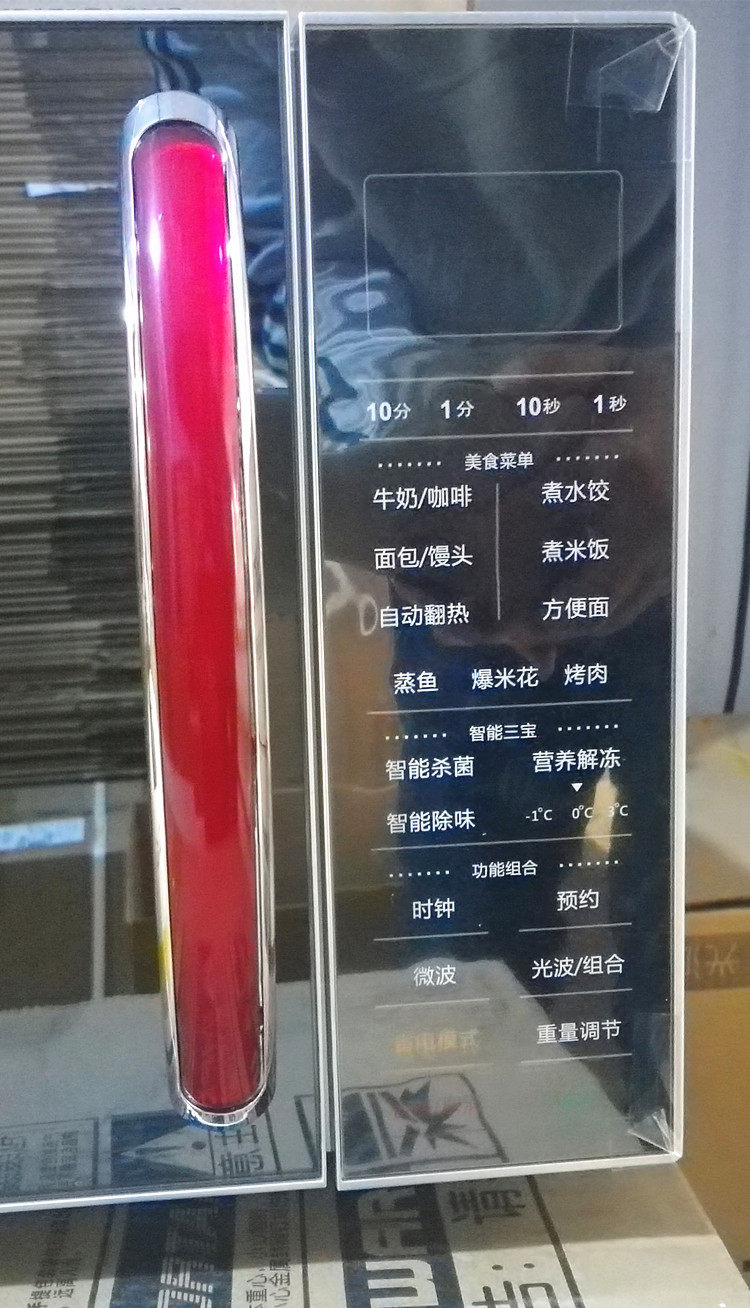 10分 1分 10秒 1秒
美食菜单
牛奶/咖啡 煮水饺
面包/馒头 煮米饭
自动翻热 方便面
蒸鱼 爆米花 烤肉
智能三宝
智能杀菌 营养解冻
智能除味 -1℃ 0℃ 3℃
功能组合
时钟 预约
微波 光波/组合
重量调节